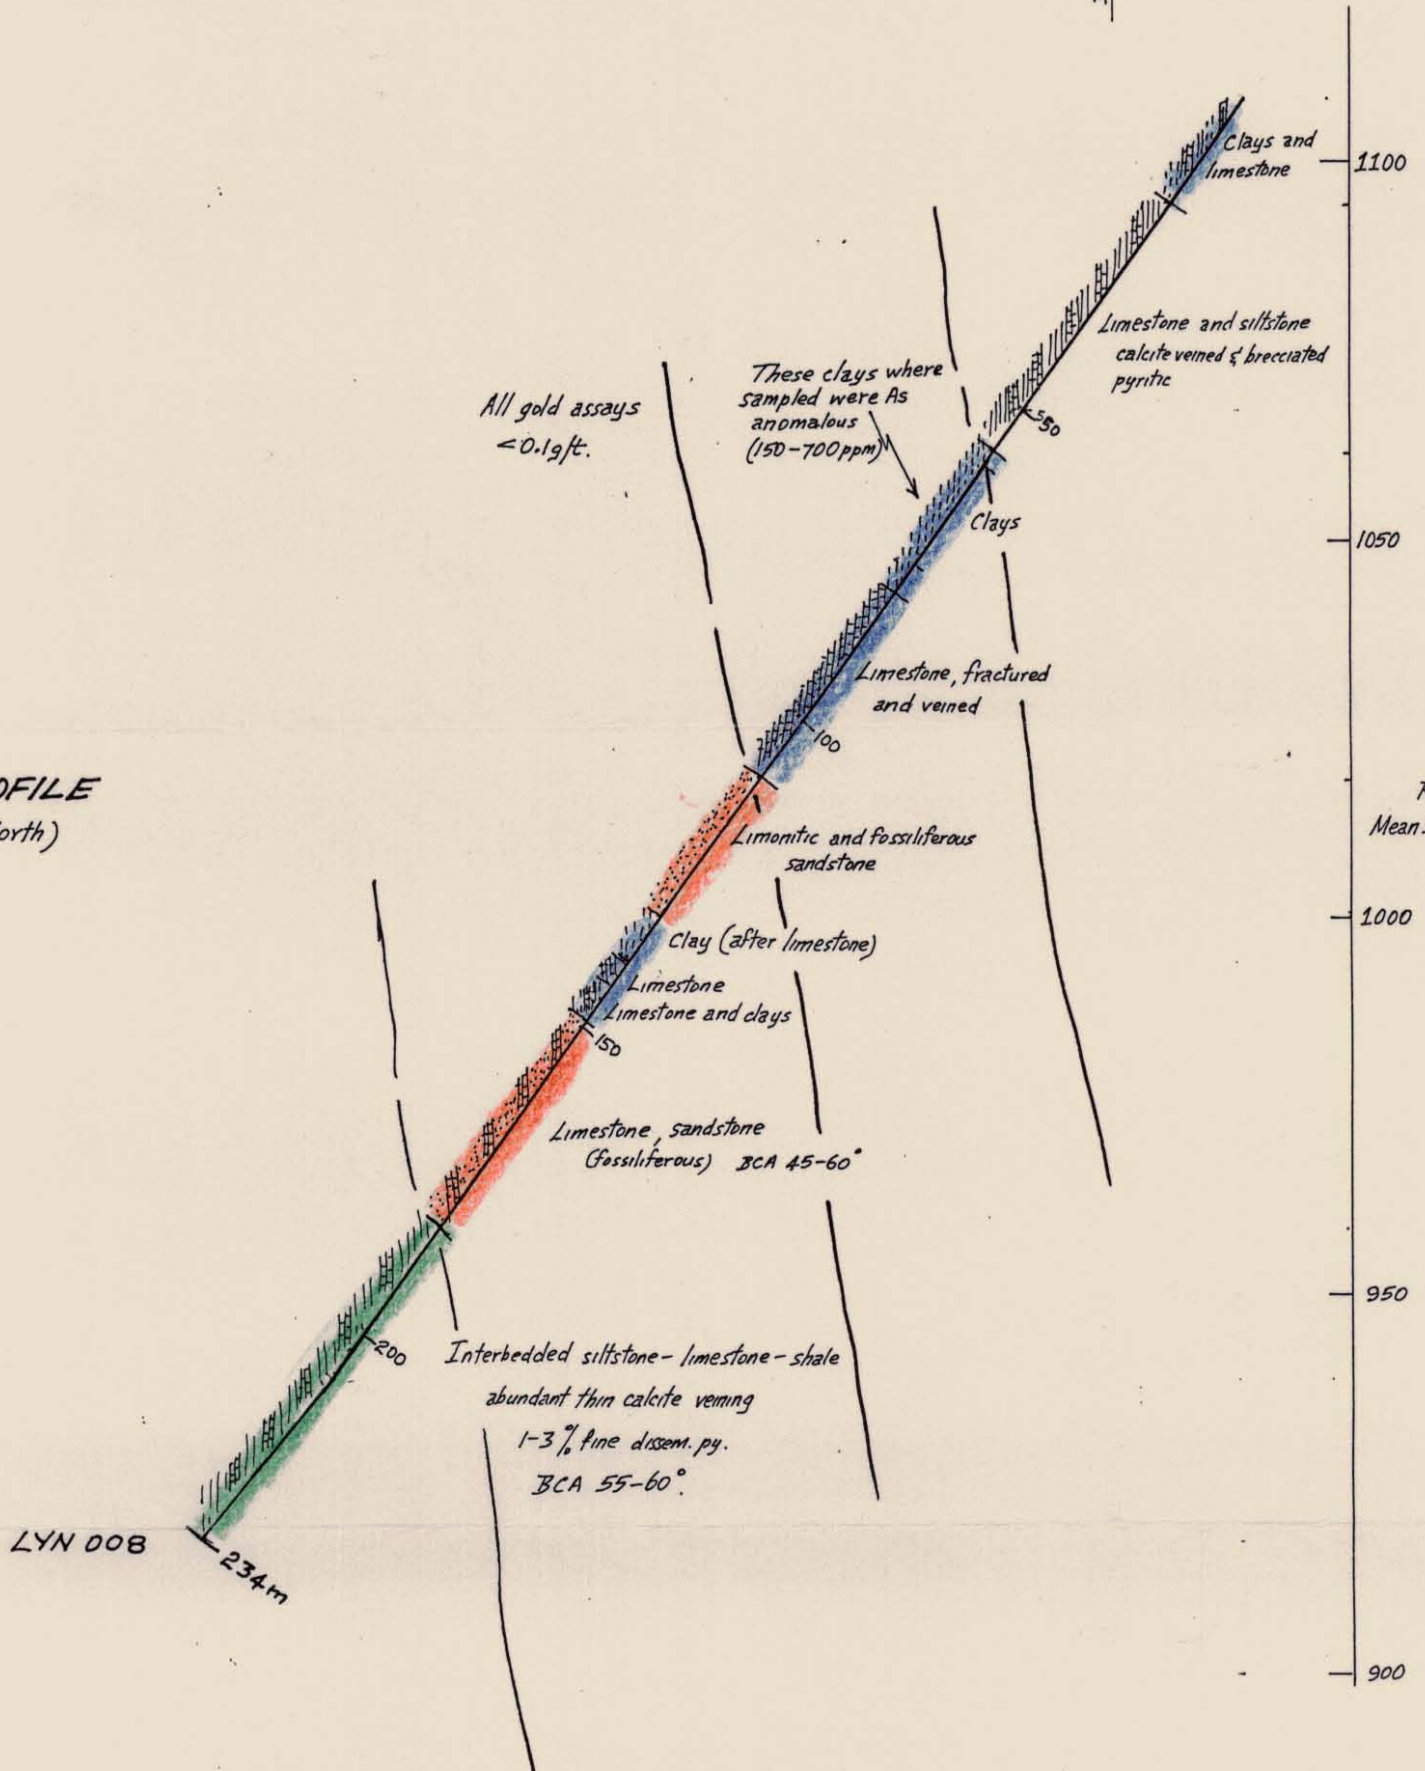 Clays and
limestone
1100
Limestone and siltstone
calcite veined & brecciated
pyritic
These clays where
sampled were As
anomalous
(150-700ppm)
All gold assays
<0.1g/t.
50
Clays
1050
Limestone, fractured
and veined
100
OFILE
orth)
Mean
Limonitic and fossiliferous
sandstone
1000
Clay (after limestone)
Limestone
Limestone and clays
150
Limestone, sandstone
(fossiliferous) BCA 45-60°
950
200
Interbedded siltstone-limestone-shale
abundant thin calcite veining
1-3% fine dissem. py.
BCA 55-60°.
LYN 008
234m
900